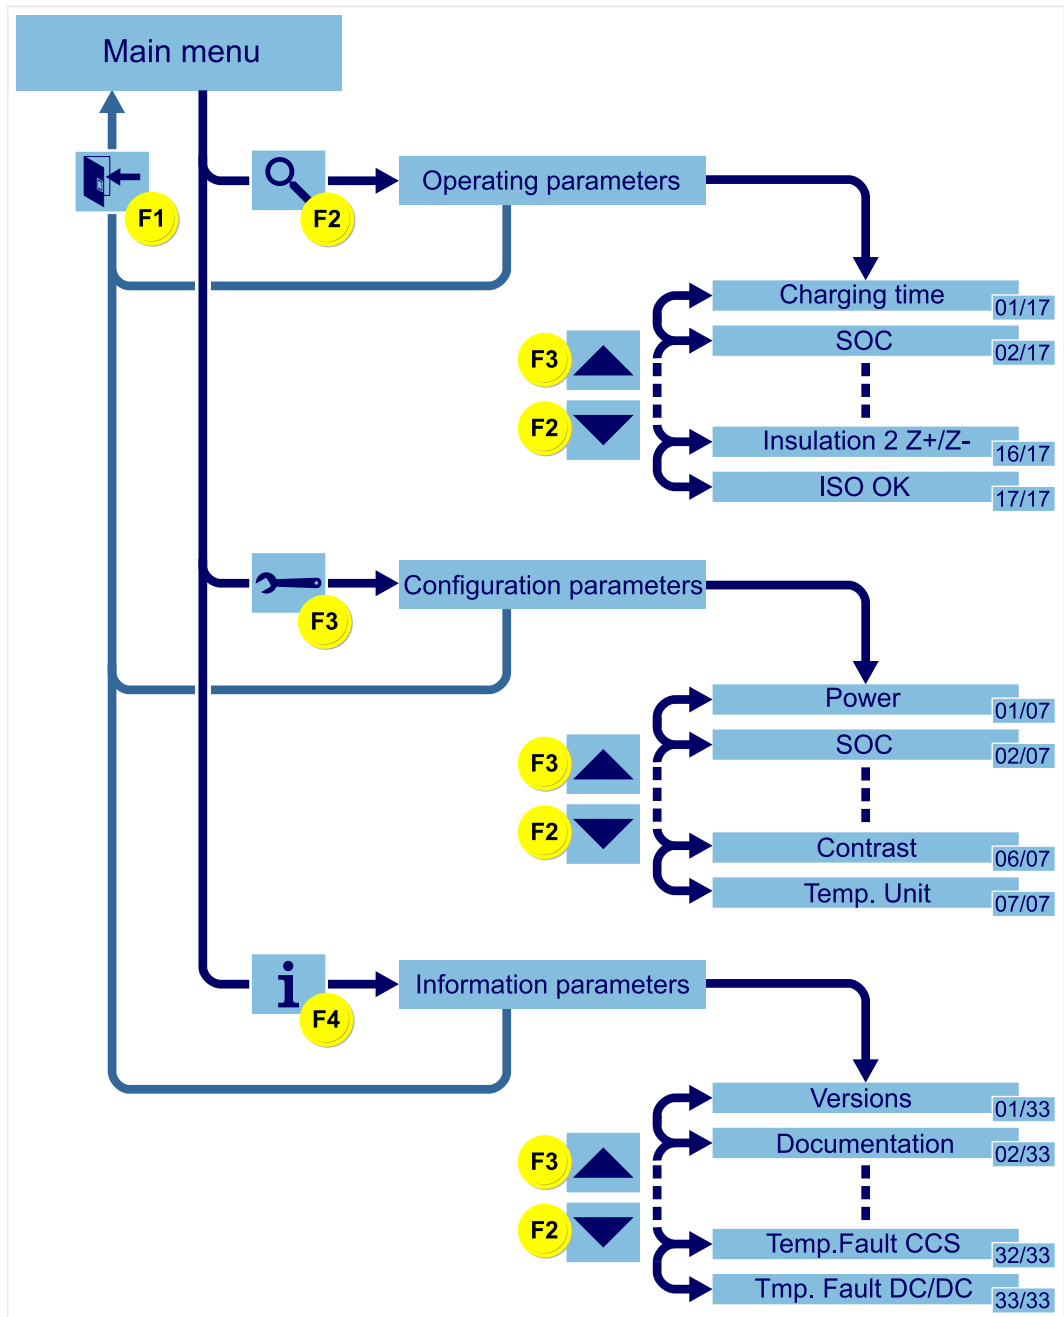 Main menu
F1
F2
Operating parameters
Charging time
01/17
SOC
02/17
F3
F2
Insulation 2 Z+/Z-
16/17
ISO OK
17/17
F3
Configuration parameters
Power
01/07
SOC
02/07
F3
F2
Contrast
06/07
Temp. Unit
07/07
i
F4
Information parameters
Versions
01/33
Documentation
02/33
F3
F2
Temp.Fault CCS
32/33
Tmp. Fault DC/DC
33/33